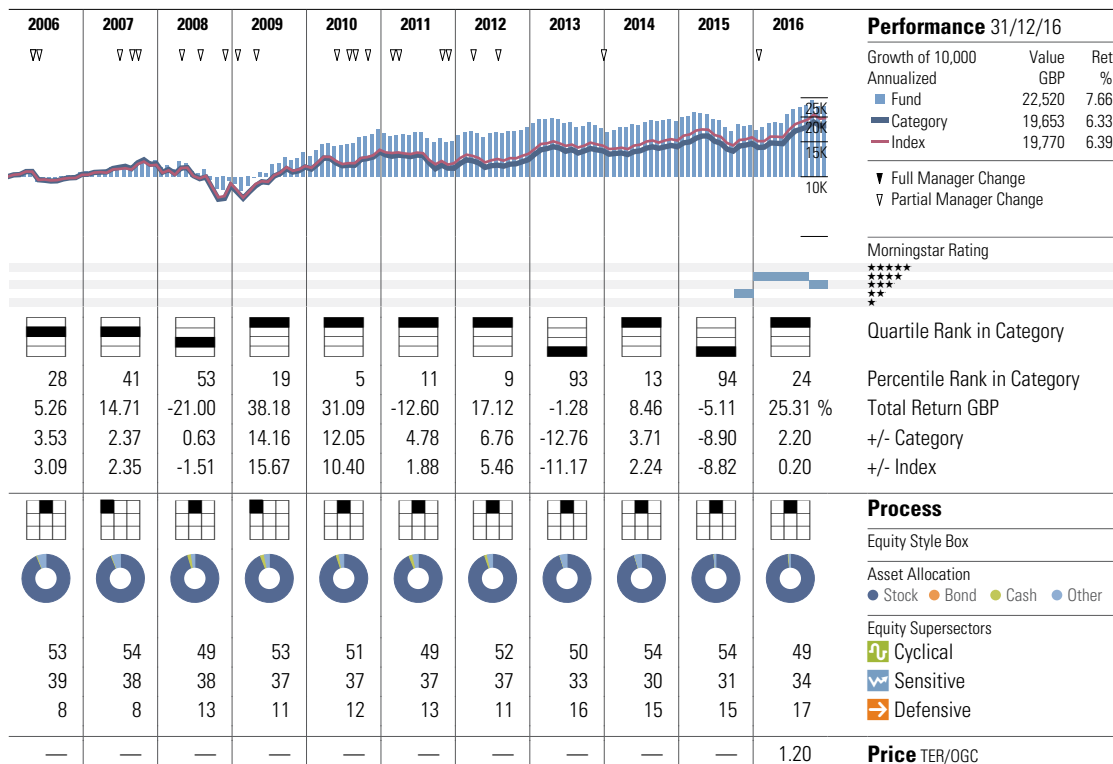 2006 2007 2008 2009 2010 2011 2012 2013 2014 2015 2016 Performance 31/12/16
Growth of 10,000 Value Ret
Annualized GBP %
Fund 22,520 7.66
Category 19,653 6.33
Index 19,770 6.39
25K
20K
15K
10K
Full Manager Change
Partial Manager Change
Morningstar Rating
★★★★★
★★★★
★★★
★★
★
Quartile Rank in Category
28 41 53 19 5 11 9 93 13 94 24 Percentile Rank in Category
5.26 14.71 -21.00 38.18 31.09 -12.60 17.12 -1.28 8.46 -5.11 25.31 % Total Return GBP
3.53 2.37 0.63 14.16 12.05 4.78 6.76 -12.76 3.71 -8.90 2.20 +/- Category
3.09 2.35 -1.51 15.67 10.40 1.88 5.46 -11.17 2.24 -8.82 0.20 +/- Index
Process
Equity Style Box
Asset Allocation
Stock Bond Cash Other
Equity Supersectors
53 54 49 53 51 49 52 50 54 54 49 Cyclical
39 38 38 37 37 37 37 33 30 31 34 Sensitive
8 8 13 11 12 13 11 16 15 15 17 Defensive
— — — — — — — — — — 1.20 Price TER/OGC